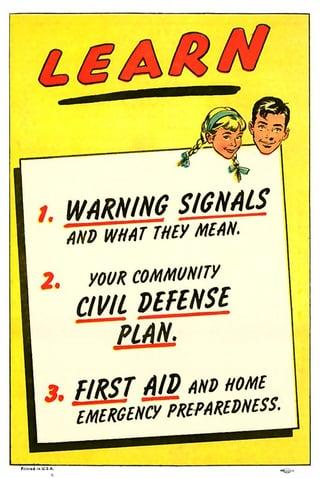 LEARN
1. WARNING SIGNALS
AND WHAT THEY MEAN.
2. YOUR COMMUNITY
CIVIL DEFENSE
PLAN.
3. FIRST AID AND HOME
EMERGENCY PREPAREDNESS.
Printed in U.S.A.